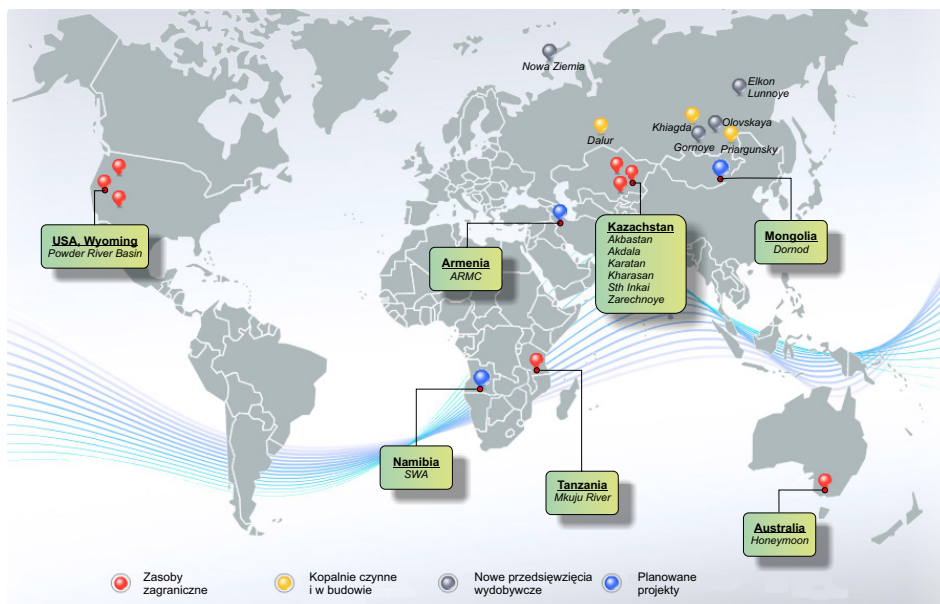 Nowa Ziemia
Elkon
Lunnoye
Olovskaya
Khiagda
Dalur
Gornoye
Priargunsky
USA, Wyoming
Powder River Basin
Armenia
ARMC
Kazachstan
Akbastan
Akdala
Karatan
Kharasan
Sth Inkai
Zarechnoye
Mongolia
Dornod
Namibia
SWA
Tanzania
Mkuju River
Australia
Honeymoon
Zasoby
zagraniczne
Kopalnie czynne
i w budowie
Nowe przedsięwzięcia
wydobywcze
Planowane
projekty